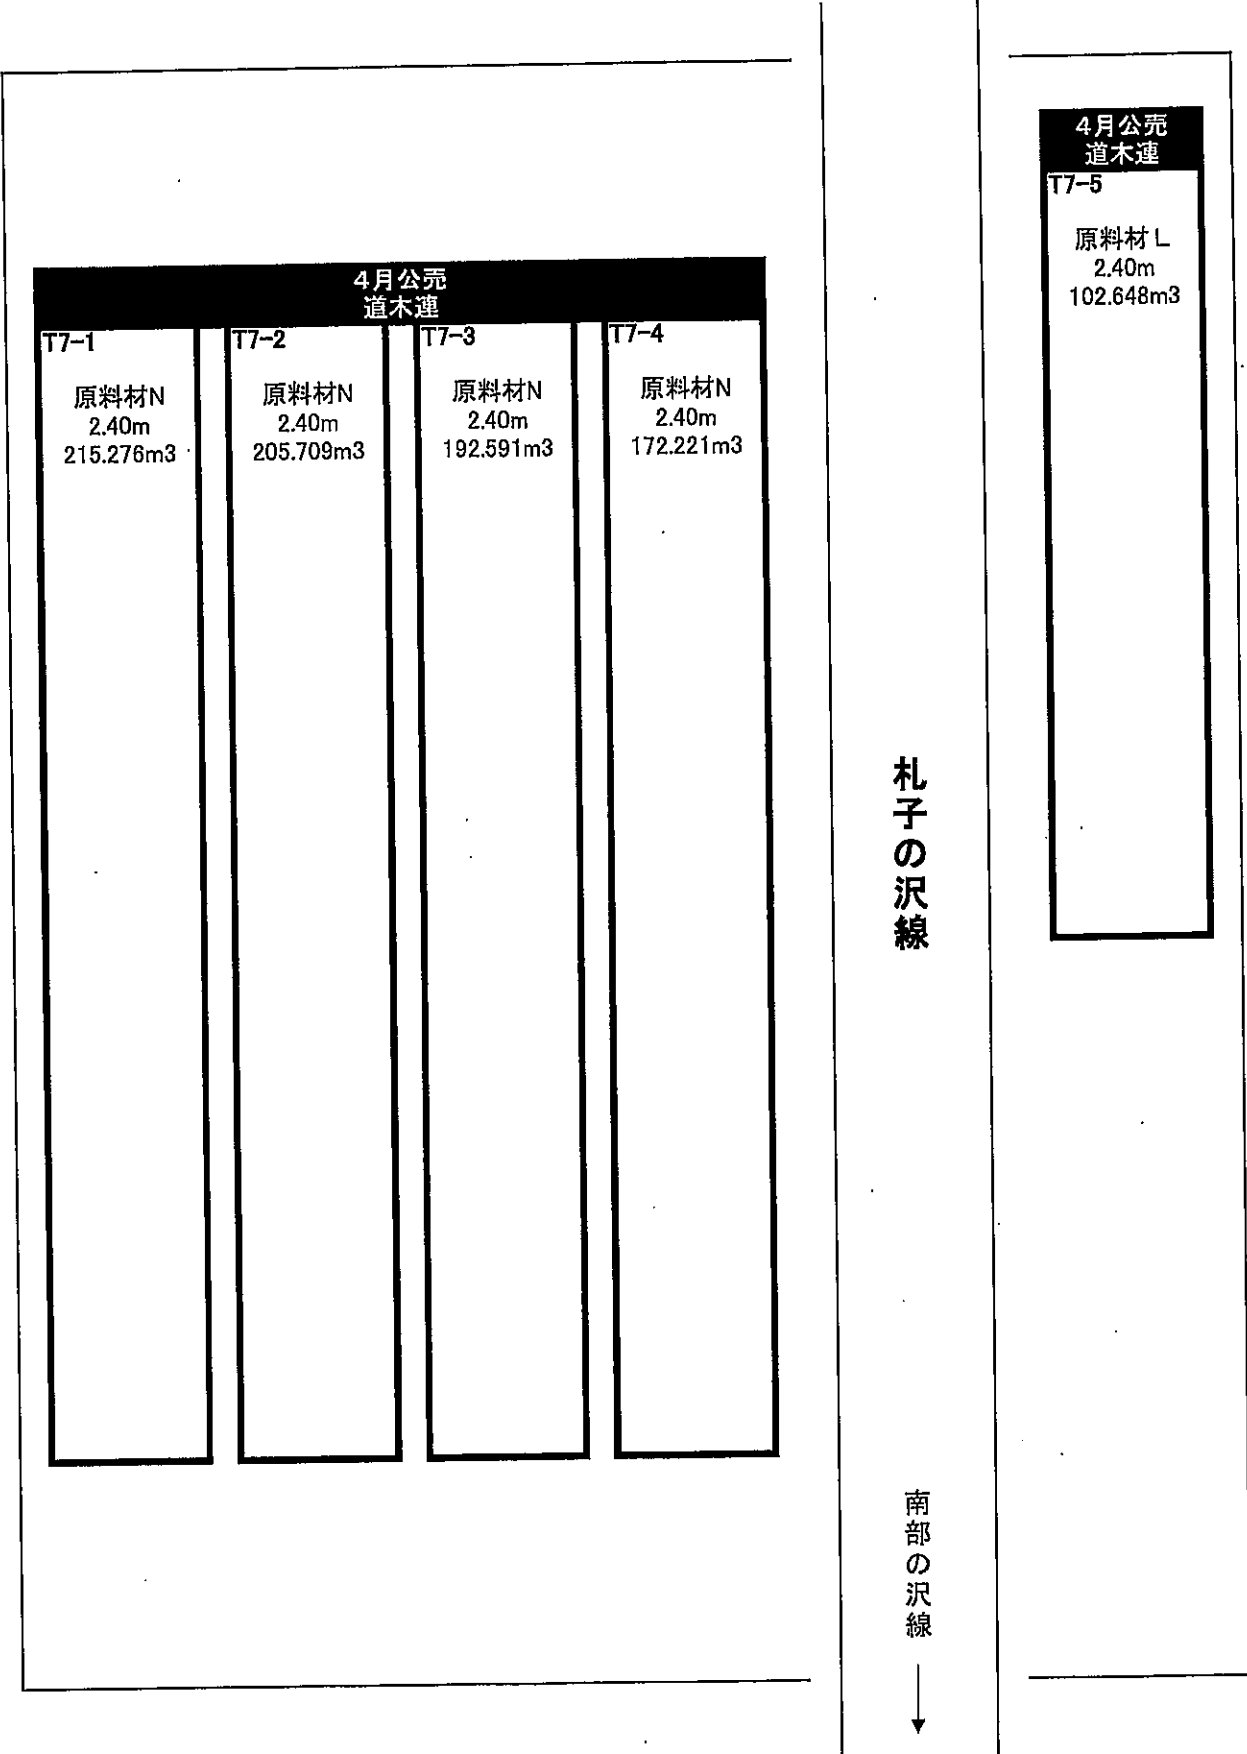 4月公売
道木連
T7-1
原料材N
2.40m
215.276m3
T7-2
原料材N
2.40m
205.709m3
T7-3
原料材N
2.40m
192.591m3
T7-4
原料材N
2.40m
172.221m3
札子の沢線
南部の沢線
4月公売
道木連
T7-5
原料材L
2.40m
102.648m3